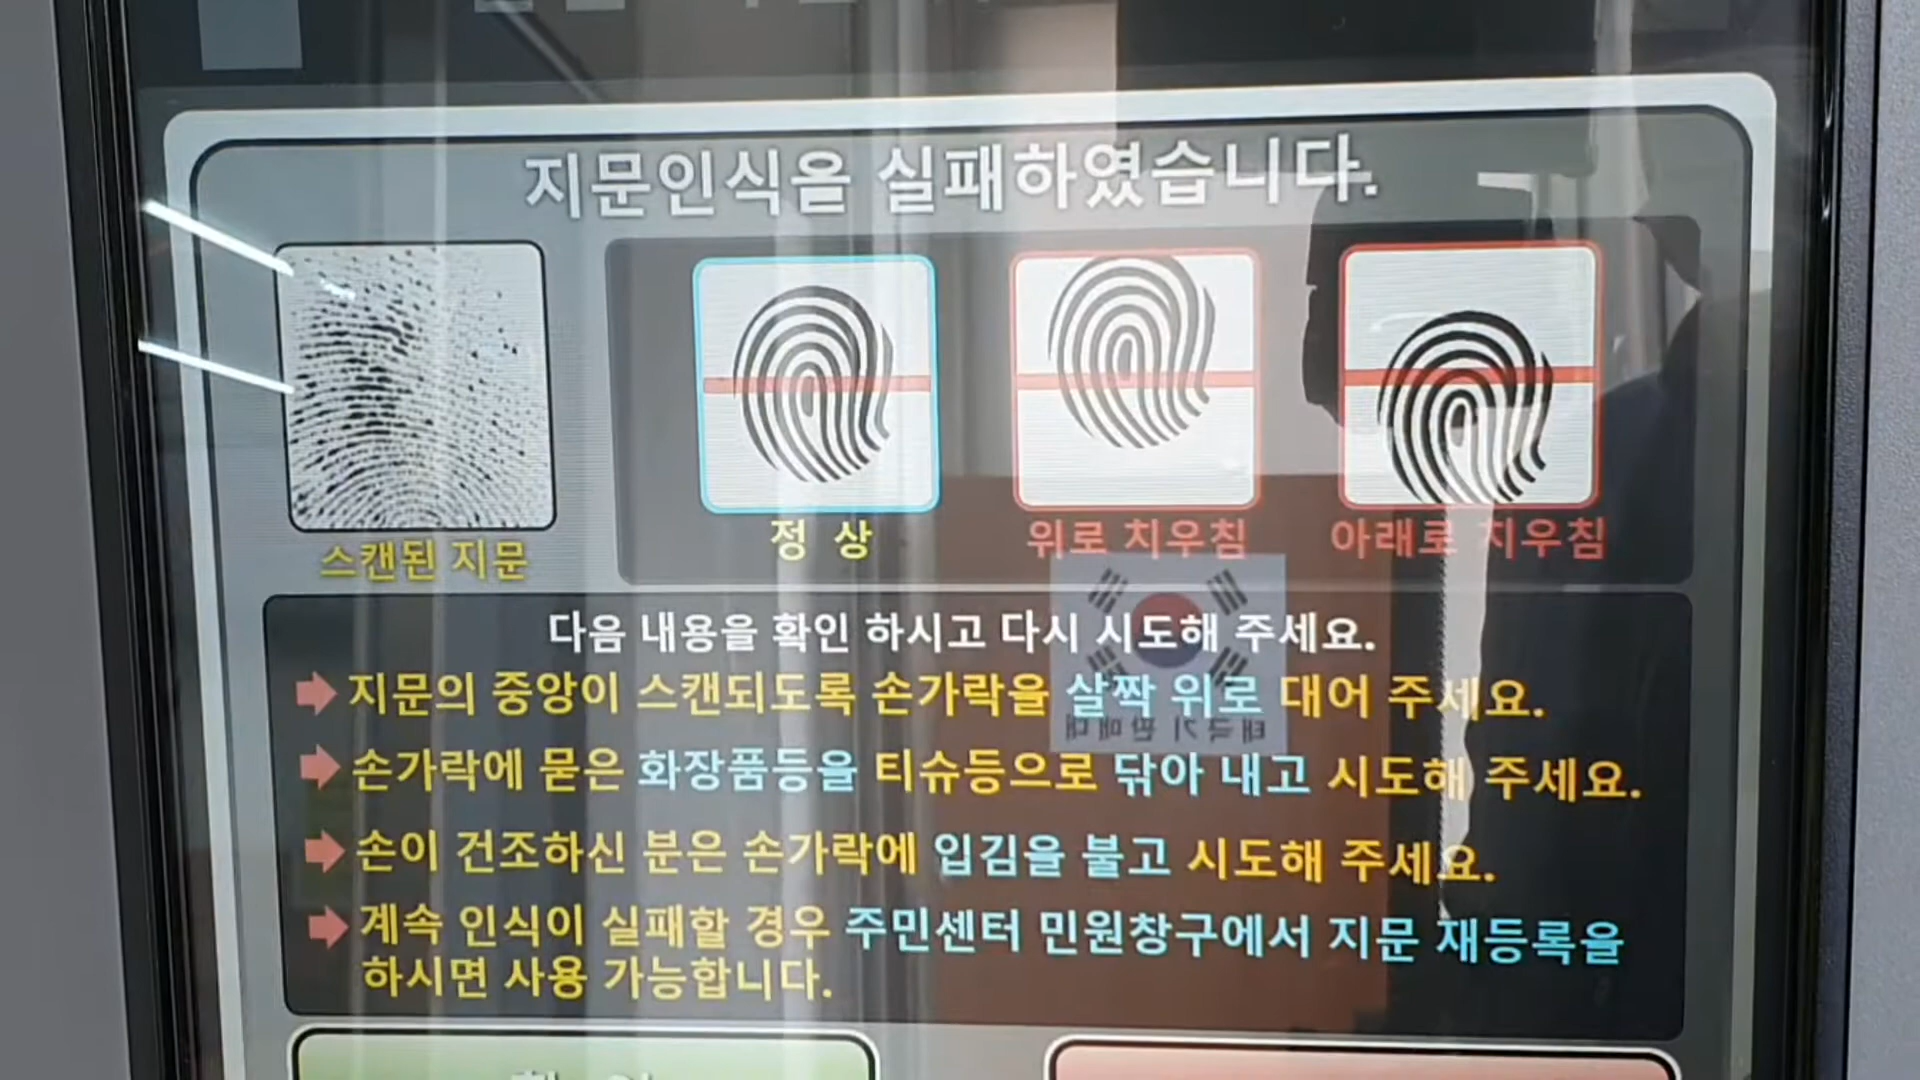 지문인식을 실패하였습니다.
스캔된 지문
정 상
위로 치우침
아래로 치우침
다음 내용을 확인 하시고 다시 시도해 주세요.
지문의 중앙이 스캔되도록 손가락을 살짝 위로 대어 주세요.
태극기 판매대
손가락에 묻은 화장품등을 티슈등으로 닦아 내고 시도해 주세요.
손이 건조하신 분은 손가락에 입김을 불고 시도해 주세요.
계속 인식이 실패할 경우 주민센터 민원창구에서 지문 재등록을
하시면 사용 가능합니다.